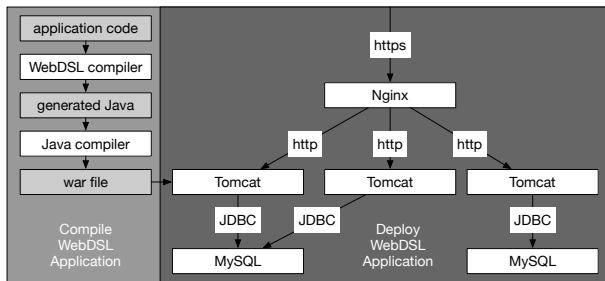 application code
WebDSL compiler
generated Java
Java compiler
war file
Compile
WebDSL
Application
https
Nginx
http
http
http
Tomcat
Tomcat
Tomcat
JDBC
JDBC
JDBC
Deploy
WebDSL
Application
MySQL
MySQL